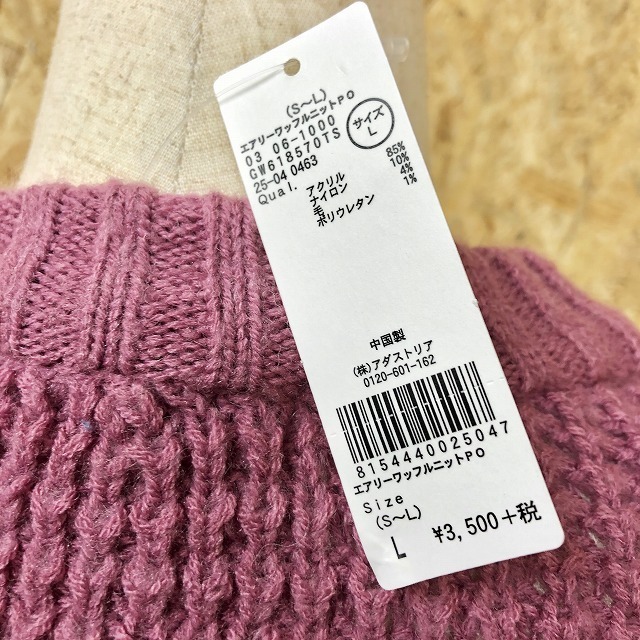 (S～L)
エアリーワッフルニットPO
03 06-1000
GW618570TS
25-04 0463
Qual.
サイズ
L
アクリル 85%
ナイロン 10%
毛 4%
ポリウレタン 1%
中国製
(株)アダストリア
0120-601-162
8154440025047
エアリーワッフルニットPO
Size
(S～L)
L
¥3,500+税